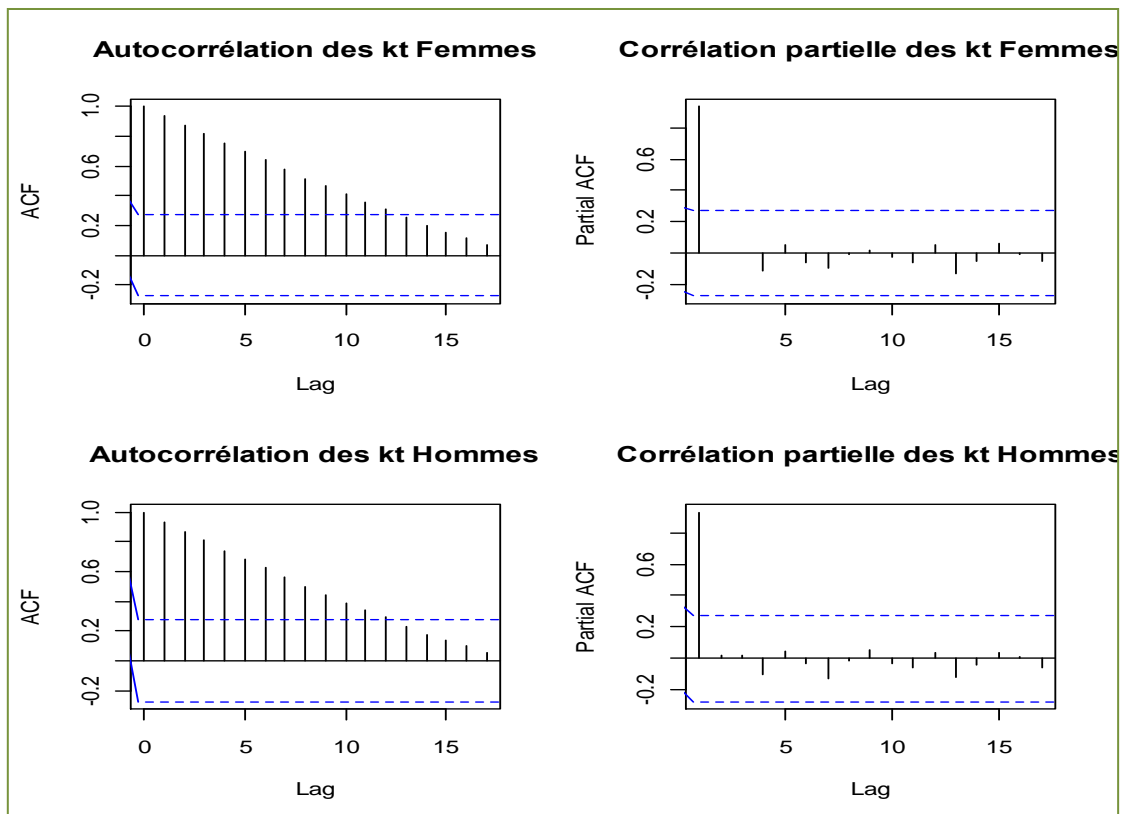 Autocorrélation des kt Femmes
ACF
1.0
0.6
0.2
-0.2
0 5 10 15
Lag
Corrélation partielle des kt Femmes
Partial ACF
0.6
0.2
-0.2
5 10 15
Lag
Autocorrélation des kt Hommes
ACF
1.0
0.6
0.2
-0.2
0 5 10 15
Lag
Corrélation partielle des kt Hommes
Partial ACF
0.6
0.2
-0.2
5 10 15
Lag